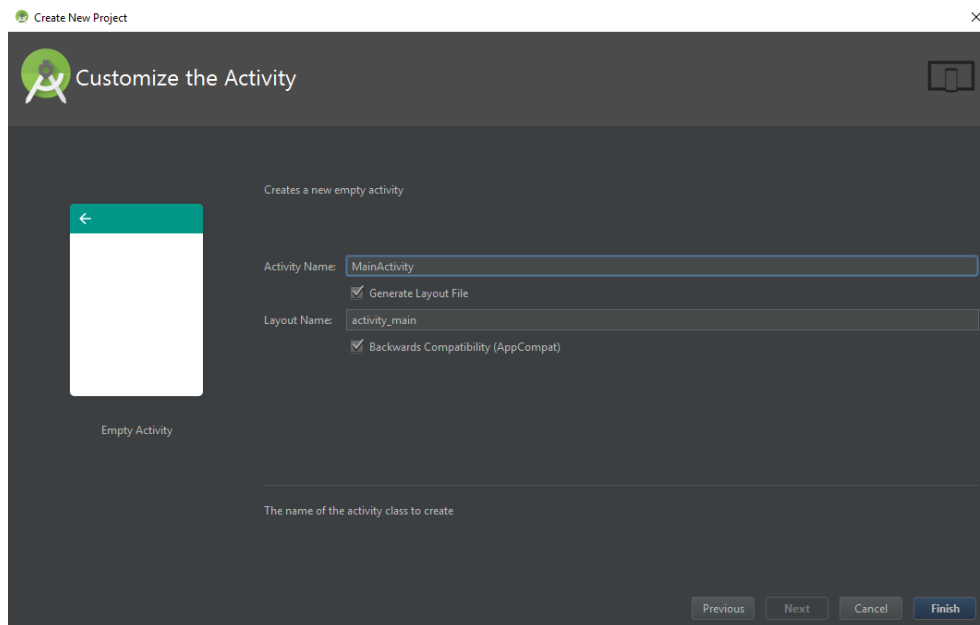 Create New Project
Customize the Activity
Creates a new empty activity
Activity Name: MainActivity
Generate Layout File
Layout Name: activity_main
Backwards Compatibility (AppCompat)
Empty Activity
The name of the activity class to create
Previous Next Cancel Finish